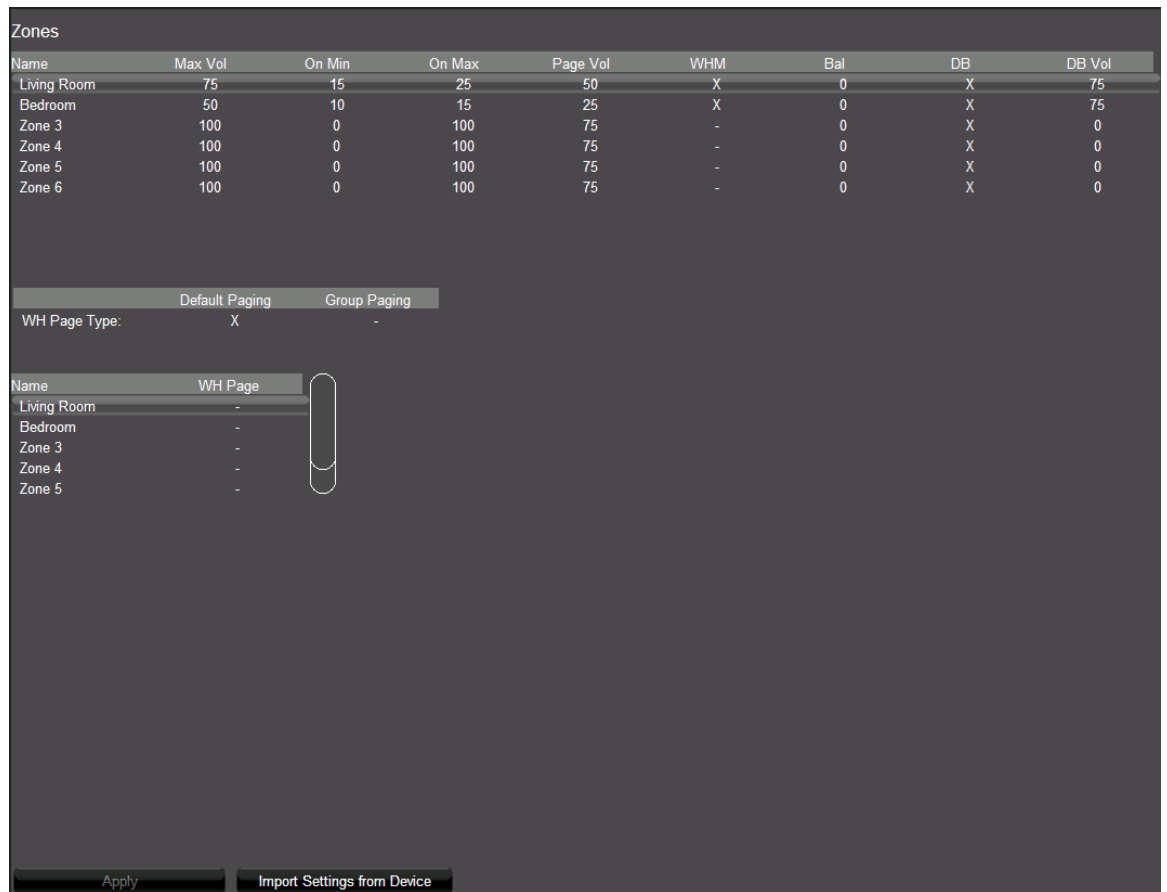 Zones
Name Max Vol On Min On Max Page Vol WHM Bal DB DB Vol
Living Room 75 15 25 50 X 0 X 75
Bedroom 50 10 15 25 X 0 X 75
Zone 3 100 0 100 75 - 0 X 0
Zone 4 100 0 100 75 - 0 X 0
Zone 5 100 0 100 75 - 0 X 0
Zone 6 100 0 100 75 - 0 X 0
Default Paging Group Paging
WH Page Type: X -
Name WH Page
Living Room -
Bedroom -
Zone 3 -
Zone 4 -
Zone 5 -
Apply Import Settings from Device